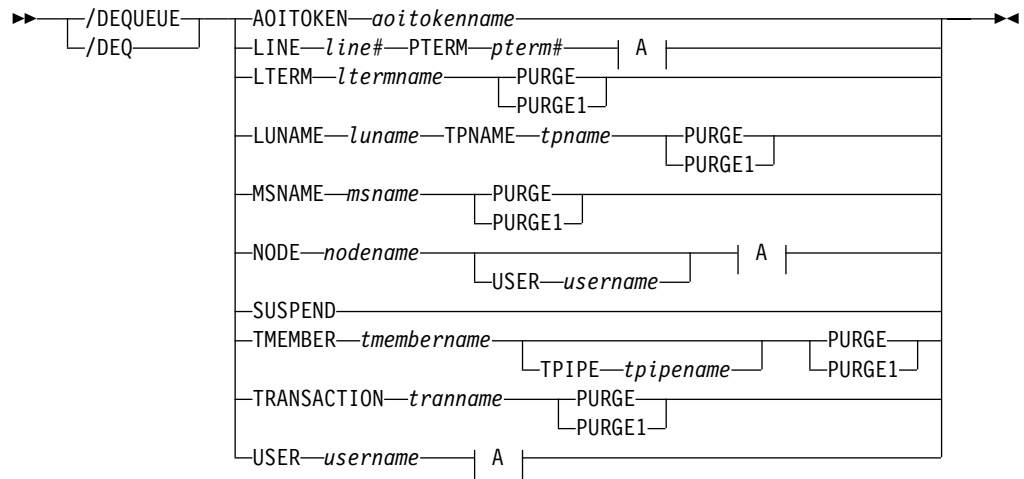 /DEQUEUE AOITOKEN aoitokenname
/DEQ LINE line# PTERM pterm# A
LTERM ltermname PURGE
PURGE1
LUNAME luname TPNAME tpname PURGE
PURGE1
MSNAME msname PURGE
PURGE1
NODE nodename A
USER username
SUSPEND
TMEMBER tmembername PURGE
TPIPE tpipename PURGE1
TRANSACTION tranname PURGE
PURGE1
USER username A